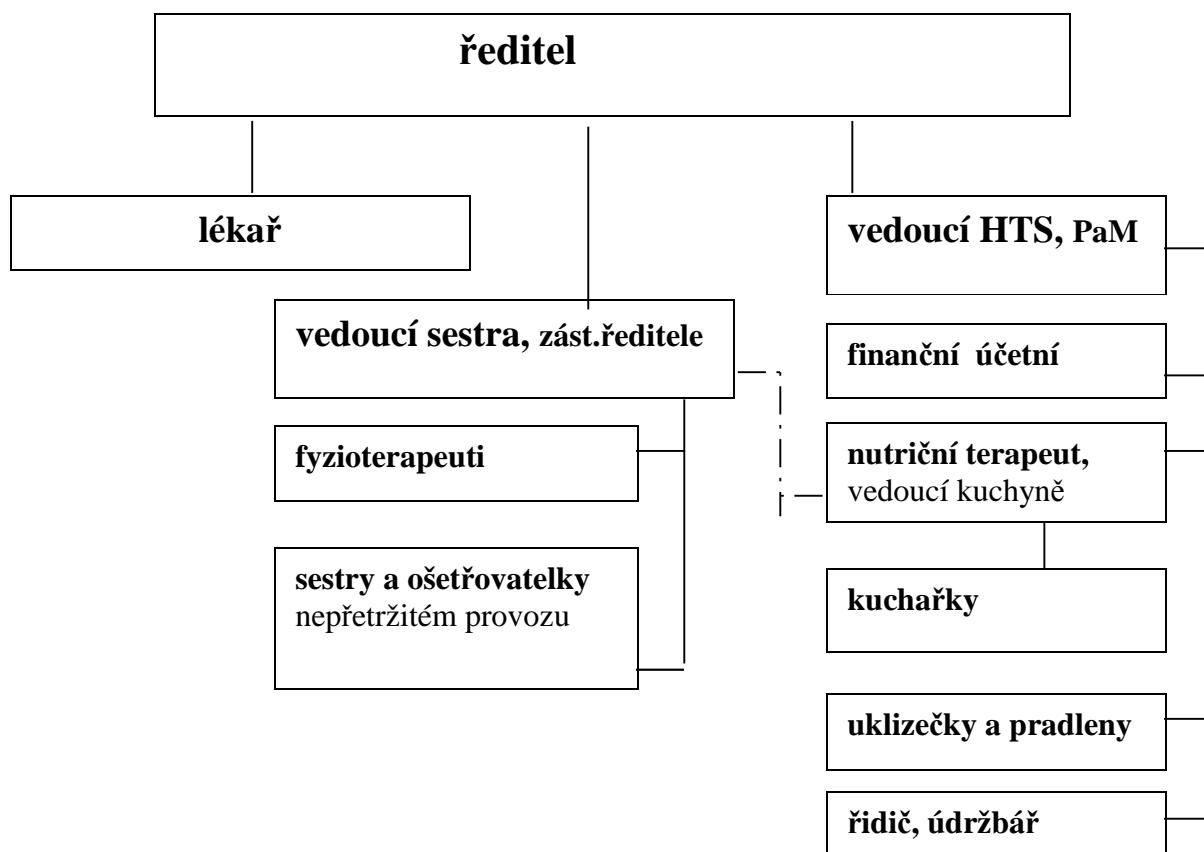 ředitel
lékař
vedoucí HTS, PaM
vedoucí sestra, zást.ředitele
finanční účetní
fyzioterapeuti
nutriční terapeut,
vedoucí kuchyně
sestry a ošetřovatelky
nepřetržitém provozu
kuchařky
uklizečky a pradleny
řidič, údržbář